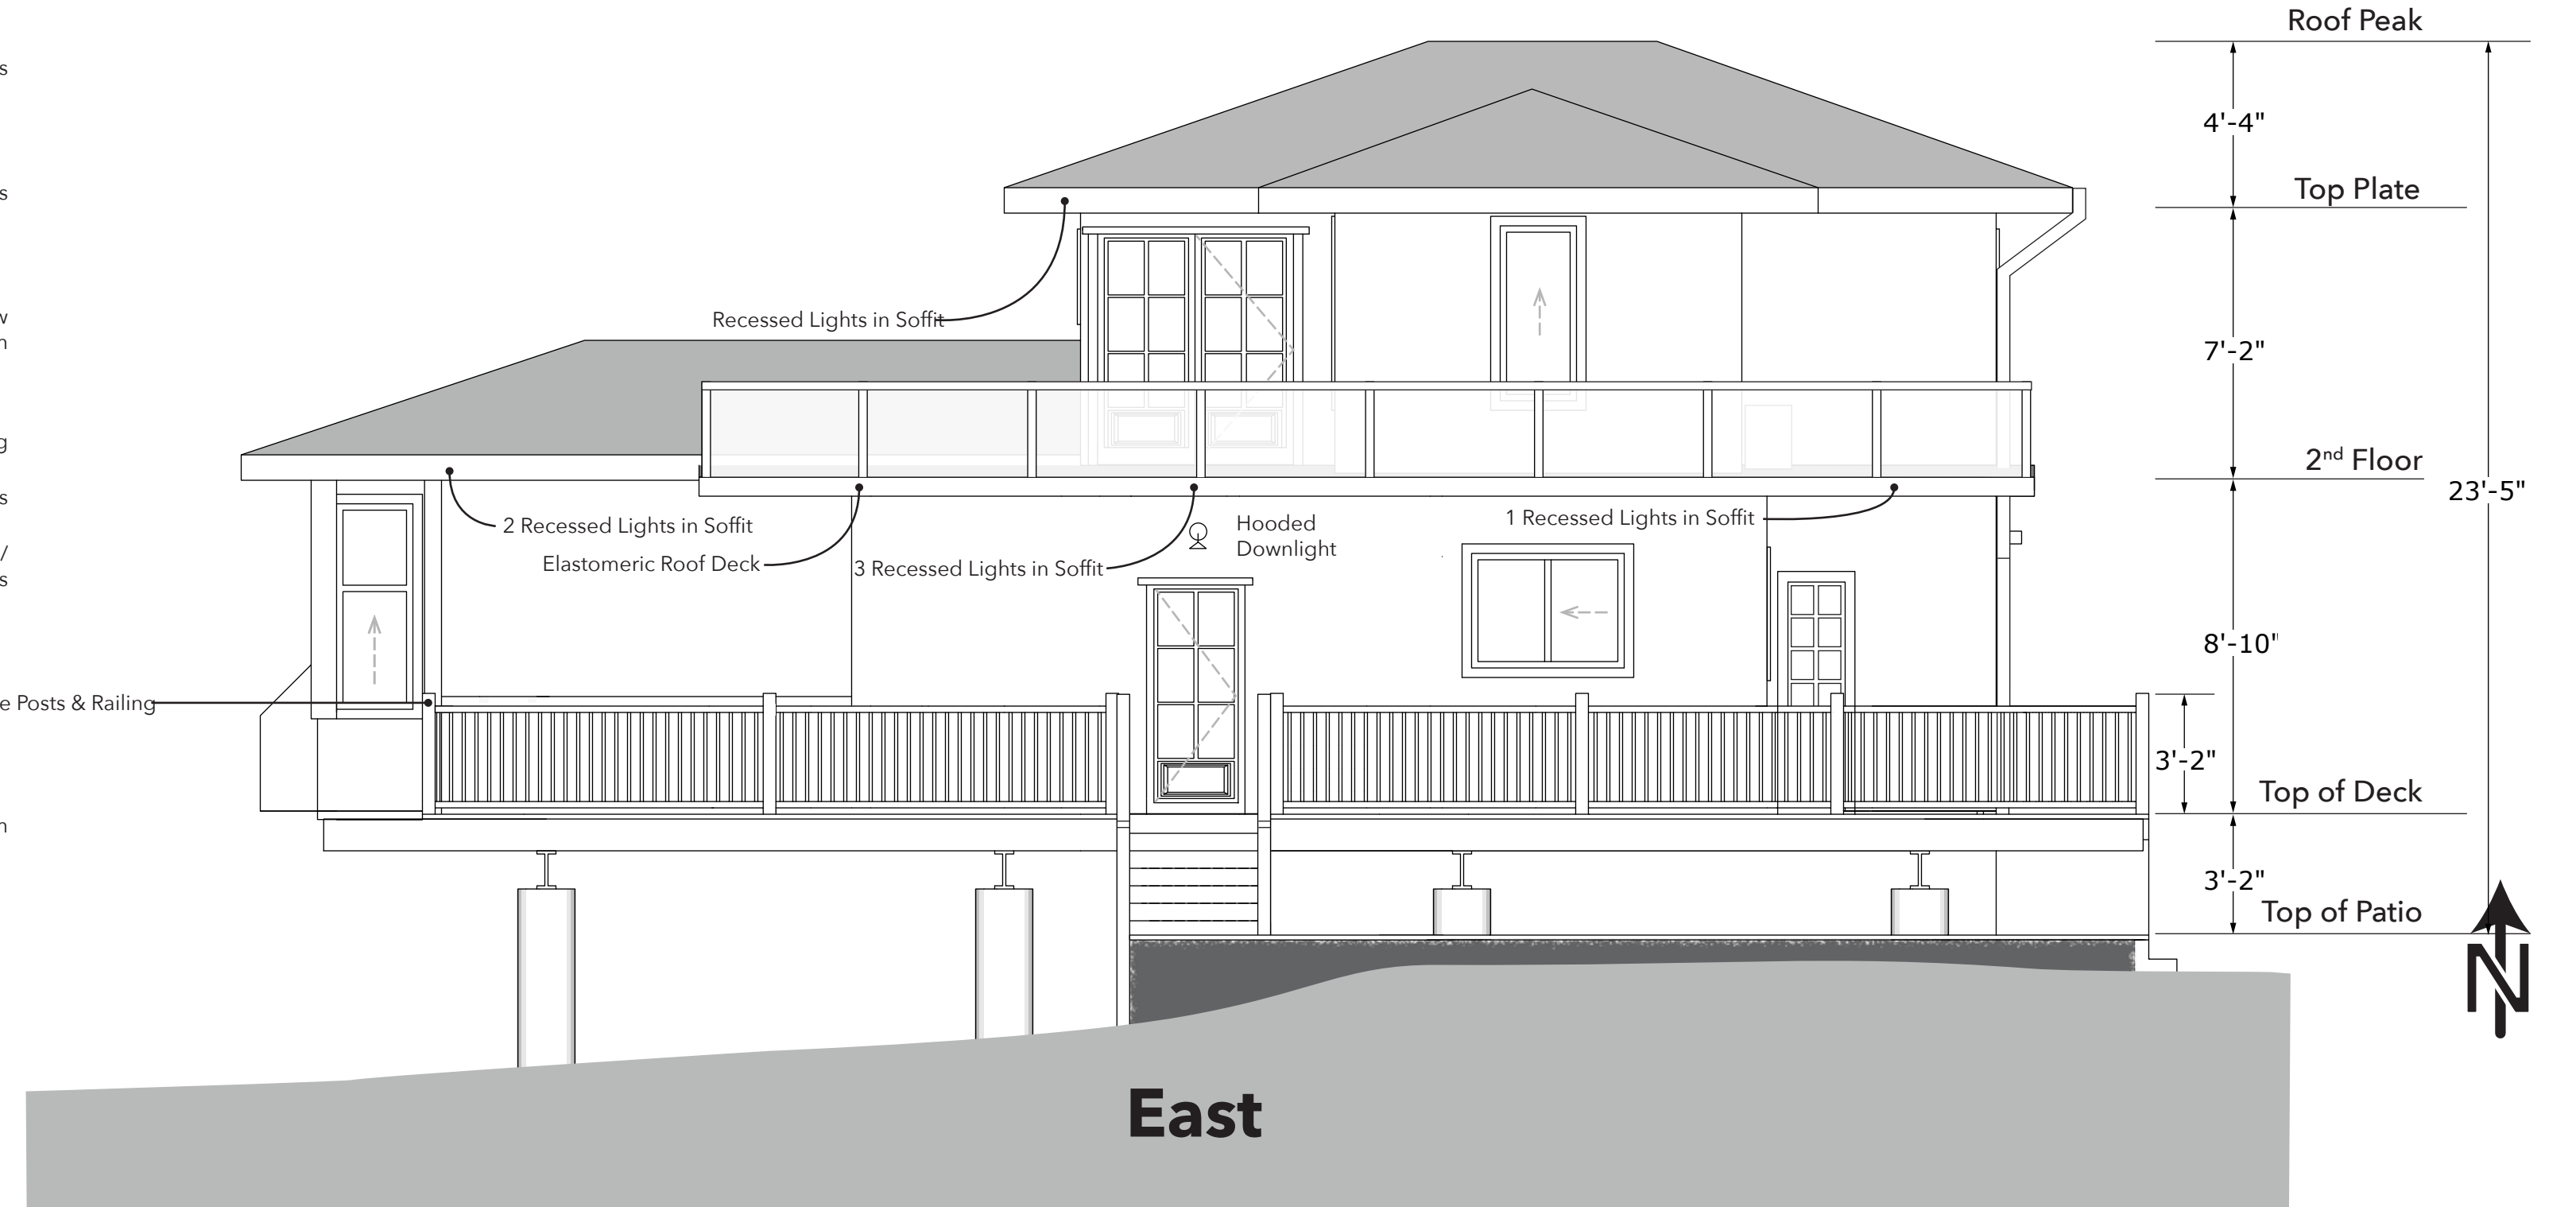 s
s
w
n
g
s
/
s
e Posts & Railing
n
Roof Peak
4'-4"
Top Plate
Recessed Lights in Soffit
7'-2"
2nd Floor
23'-5"
2 Recessed Lights in Soffit
Elastomeric Roof Deck
3 Recessed Lights in Soffit
Hooded
Downlight
1 Recessed Lights in Soffit
8'-10"
3'-2"
Top of Deck
3'-2"
Top of Patio
N
East